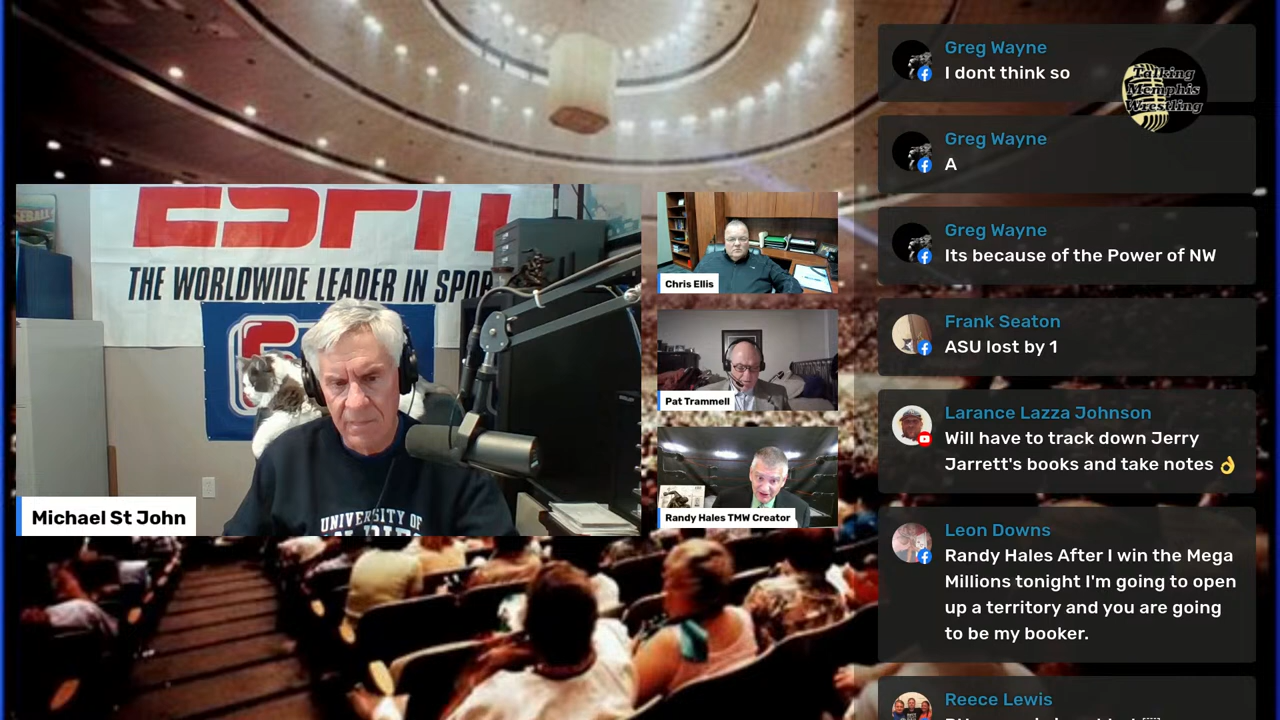 ESPN
THE WORLDWIDE LEADER IN SPOR
UNIVERSITY OF
Michael St John
Chris Ellis
Pat Trammell
Randy Hales TMW Creator
Talking
Memphis
Wrestling
Greg Wayne
I dont think so
Greg Wayne
A
Greg Wayne
Its because of the Power of NW
Frank Seaton
ASU lost by 1
Larance Lazza Johnson
Will have to track down Jerry
Jarrett's books and take notes 👌
Leon Downs
Randy Hales After I win the Mega
Millions tonight I'm going to open
up a territory and you are going
to be my booker.
Reece Lewis